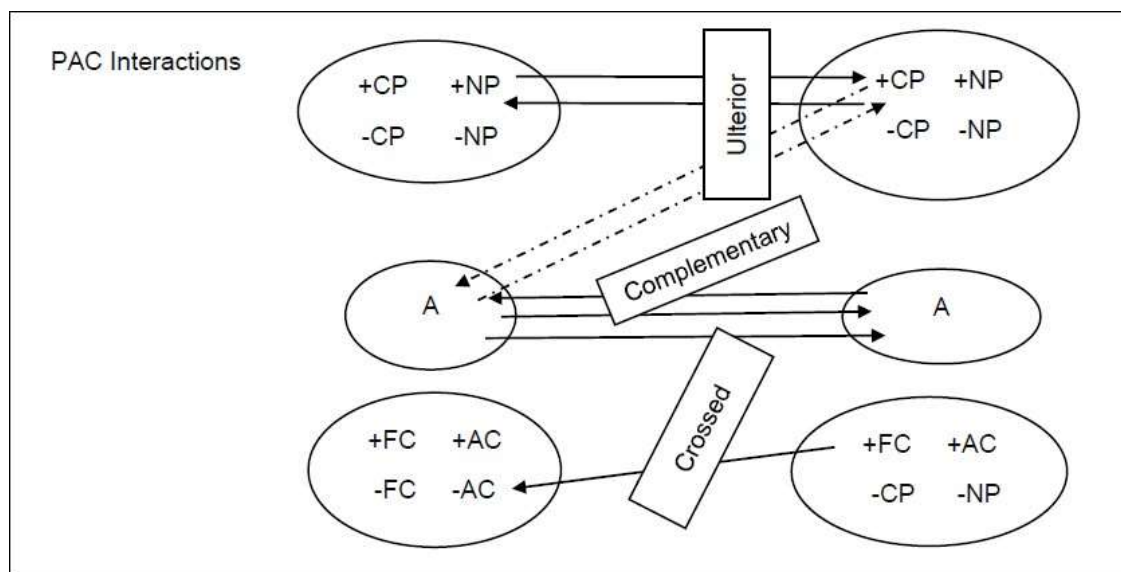 PAC Interactions
+CP +NP
-CP -NP
Ulterior
+CP +NP
-CP -NP
Complementary
A
A
Crossed
+FC +AC
-FC -AC
+FC +AC
-CP -NP